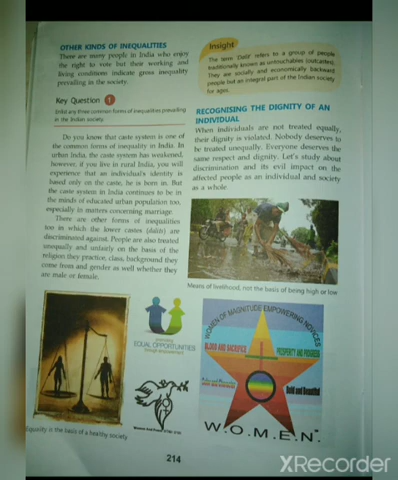 OTHER KINDS OF INEQUALITIES
There are many people in India who enjoy
the right to vote but their working and
living conditions indicate gross inequality
prevailing in the society.
Key Question 1
Enlist any three common forms of inequalities prevailing
in the Indian society.
Do you know that caste system is one of
the common forms of inequality in India. In
urban India, the caste system has weakened,
however, if you live in rural India, you will
experience that an individual's identity is
based only on the caste, he is born in. But
the caste system in India continues to be in
the minds of educated urban population too,
especially in matters concerning marriage.
There are other forms of inequalities
too in which the lower castes (dalits) are
discriminated against. People are also treated
unequally and unfairly on the basis of the
religion they practice, class, background they
come from and gender as well whether they
are male or female.
Insight
The term 'Dalit' refers to a group of people
traditionally known as untouchables (outcastes).
They are socially and economically backward
people but an integral part of the Indian society
for ages.
RECOGNISING THE DIGNITY OF AN
INDIVIDUAL
When individuals are not treated equally,
their dignity is violated. Nobody deserves to
be treated unequally. Everyone deserves the
same respect and dignity. Let's study about
discrimination and its evil impact on the
affected people as an individual and society
as a whole.
Means of livelihood, not the basis of being high or low
Equality is the basis of a healthy society
EQUAL OPPORTUNITIES
through empowerment
WOMEN OF MAGNITUDE EMPOWERING NOVICES
BLOOD AND SACRIFICE
PROSPERITY AND PROGRESS
Bold and Beautiful
W.O.M.E.N.
214
XRecorder